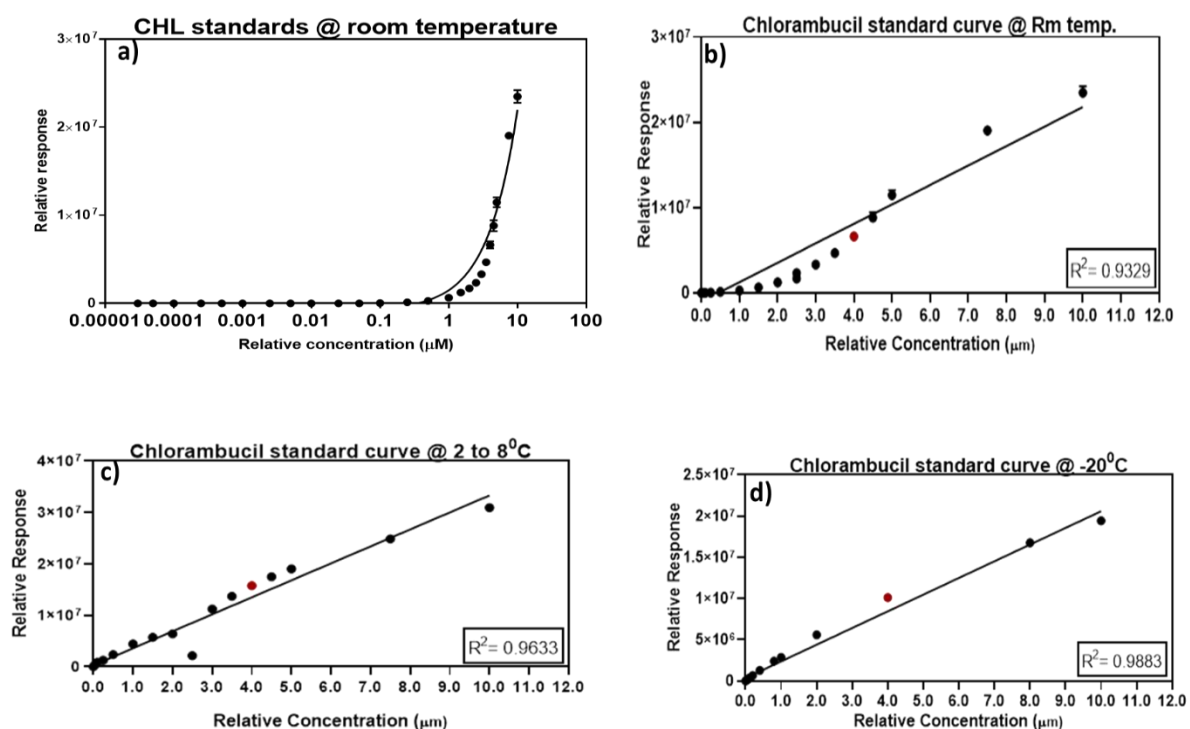 CHL standards @ room temperature
a)
3×10⁷
2×10⁷
1×10⁷
0
Relative response
0.00001 0.0001 0.001 0.01 0.1 1 10 100
Relative concentration (μM)
Chlorambucil standard curve @ Rm temp.
b)
3×10⁷
2×10⁷
1×10⁷
0
Relative Response
R²= 0.9329
0.0 1.0 2.0 3.0 4.0 5.0 6.0 7.0 8.0 9.0 10.0 11.0 12.0
Relative Concentration (μm)
Chlorambucil standard curve @ 2 to 8⁰C
c)
4×10⁷
3×10⁷
2×10⁷
1×10⁷
0
Relative Response
R²= 0.9633
0.0 1.0 2.0 3.0 4.0 5.0 6.0 7.0 8.0 9.0 10.0 11.0 12.0
Relative Concentration (μm)
Chlorambucil standard curve @ -20⁰C
d)
2.5×10⁷
2×10⁷
1.5×10⁷
1×10⁷
5×10⁶
0
Relative Response
R²= 0.9883
0.0 1.0 2.0 3.0 4.0 5.0 6.0 7.0 8.0 9.0 10.0 11.0 12.0
Relative Concentration (μm)